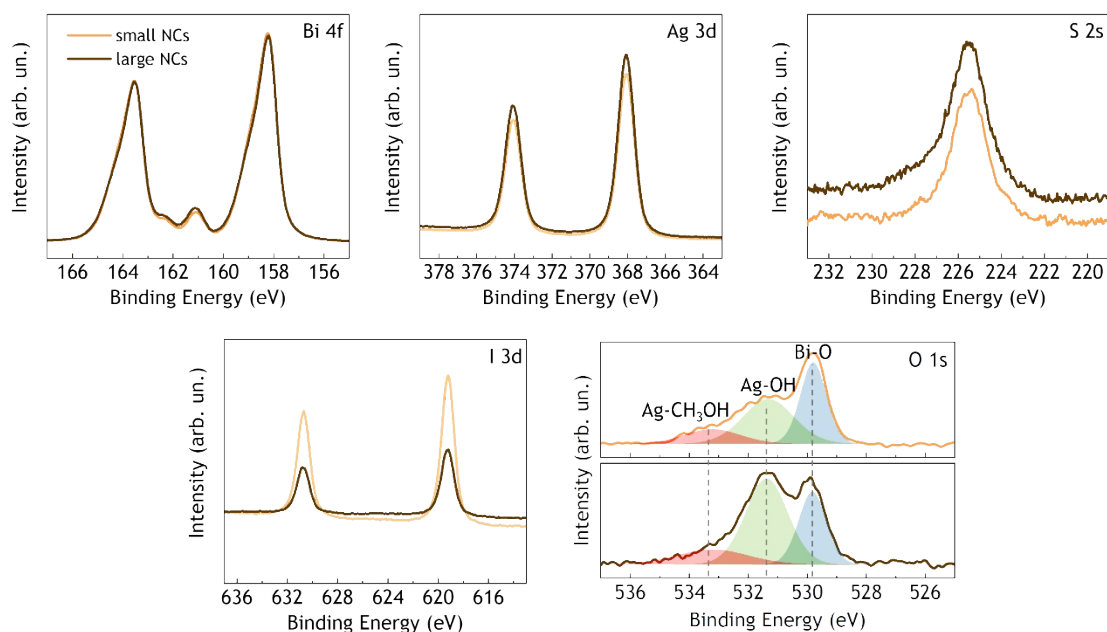 Bi 4f
small NCs
large NCs
Intensity (arb. un.)
166 164 162 160 158 156
Binding Energy (eV)
Ag 3d
Intensity (arb. un.)
378 376 374 372 370 368 366 364
Binding Energy (eV)
S 2s
Intensity (arb. un.)
232 230 228 226 224 222 220
Binding Energy (eV)
I 3d
Intensity (arb. un.)
636 632 628 624 620 616
Binding Energy (eV)
Bi-O
O 1s
Ag-OH
Ag-CH₃OH
Intensity (arb. un.)
Intensity (arb. un.)
536 534 532 530 528 526
Binding Energy (eV)